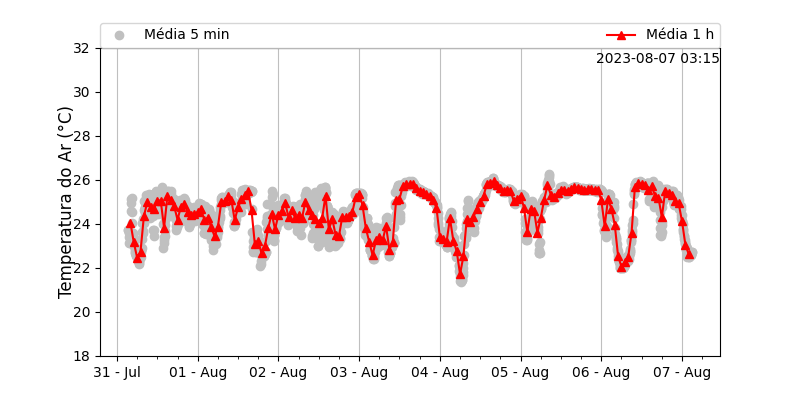 Média 5 min
Média 1 h
2023-08-07 03:15
Temperatura do Ar (°C)
32
30
28
26
24
22
20
18
31 - Jul
01 - Aug
02 - Aug
03 - Aug
04 - Aug
05 - Aug
06 - Aug
07 - Aug